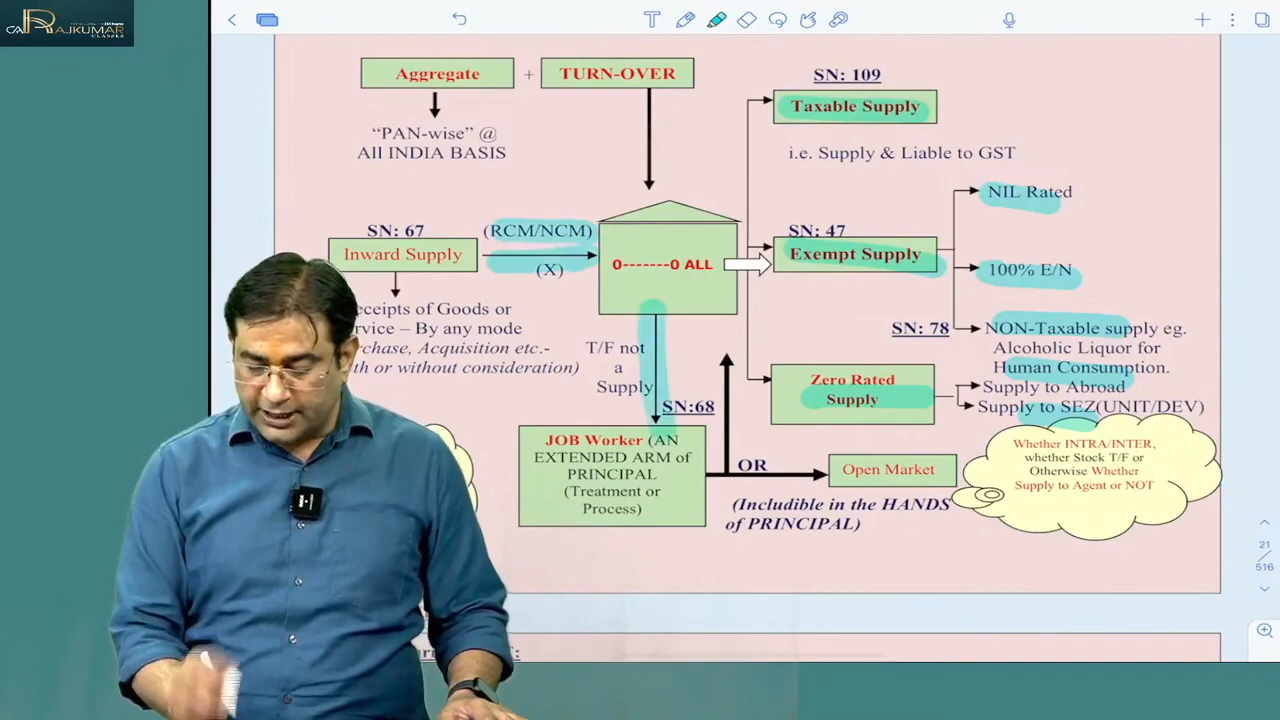 CA RAJKUMAR
CLASSES
Aggregate + TURN-OVER
"PAN-wise" @
All INDIA BASIS
SN: 109
Taxable Supply
i.e. Supply & Liable to GST
NIL Rated
SN: 67
Inward Supply
(RCM/NCM)
(X)
0-------0 ALL
SN: 47
Exempt Supply
100% E/N
eceipts of Goods or
rvice – By any mode
rchase, Acquisition etc.-
th or without consideration)
T/F not
a
Supply
SN: 78
NON-Taxable supply eg.
Alcoholic Liquor for
Human Consumption.
Zero Rated
Supply
Supply to Abroad
Supply to SEZ(UNIT/DEV)
SN:68
JOB Worker (AN
EXTENDED ARM of
PRINCIPAL
(Treatment or
Process)
OR
Open Market
(Includible in the HANDS
of PRINCIPAL)
Whether INTRA/INTER,
whether Stock T/F or
Otherwise Whether
Supply to Agent or NOT
21
516